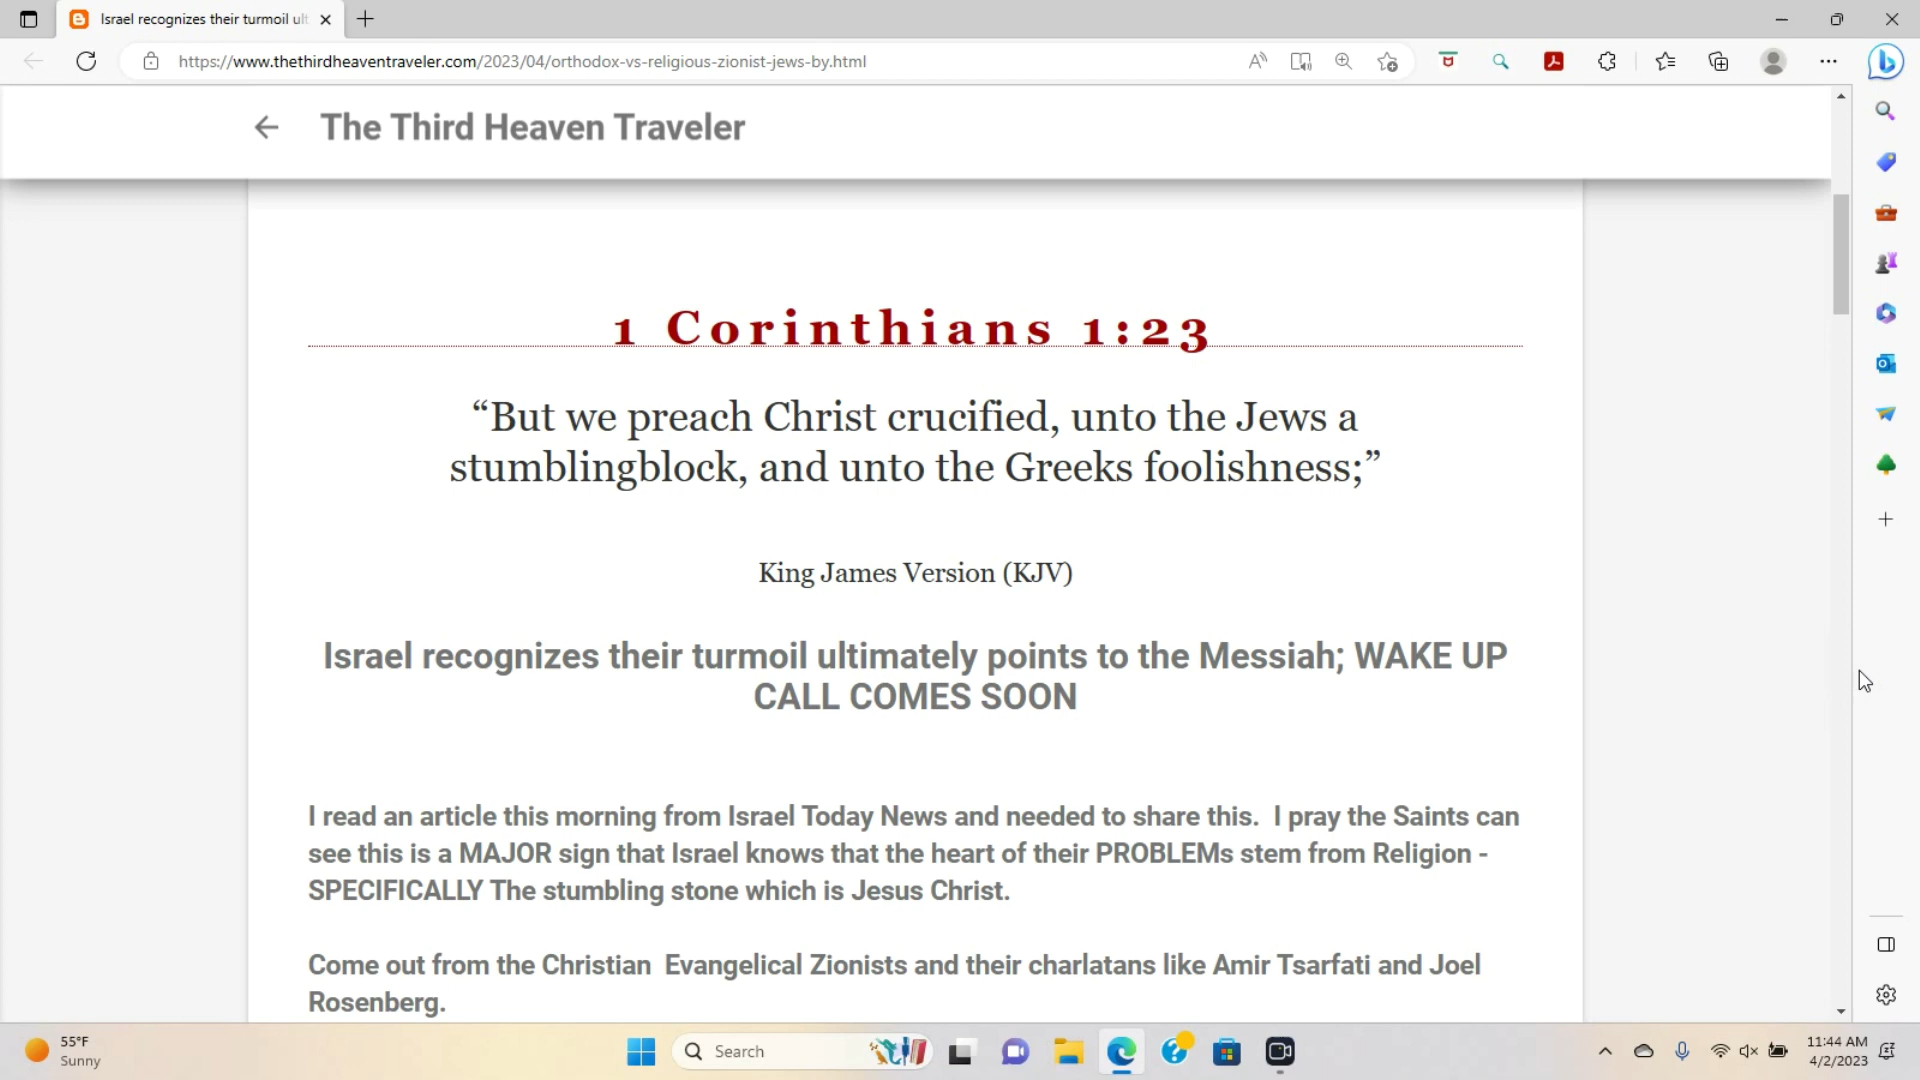 Israel recognizes their turmoil ult
https://www.thethirdheaventraveler.com/2023/04/orthodox-vs-religious-zionist-jews-by.html
The Third Heaven Traveler
1 Corinthians 1:23
“But we preach Christ crucified, unto the Jews a
stumblingblock, and unto the Greeks foolishness;”
King James Version (KJV)
Israel recognizes their turmoil ultimately points to the Messiah; WAKE UP
CALL COMES SOON
I read an article this morning from Israel Today News and needed to share this.  I pray the Saints can
see this is a MAJOR sign that Israel knows that the heart of their PROBLEMs stem from Religion -
SPECIFICALLY The stumbling stone which is Jesus Christ.
Come out from the Christian  Evangelical Zionists and their charlatans like Amir Tsarfati and Joel
Rosenberg.
55°F
Sunny
Search
11:44 AM
4/2/2023